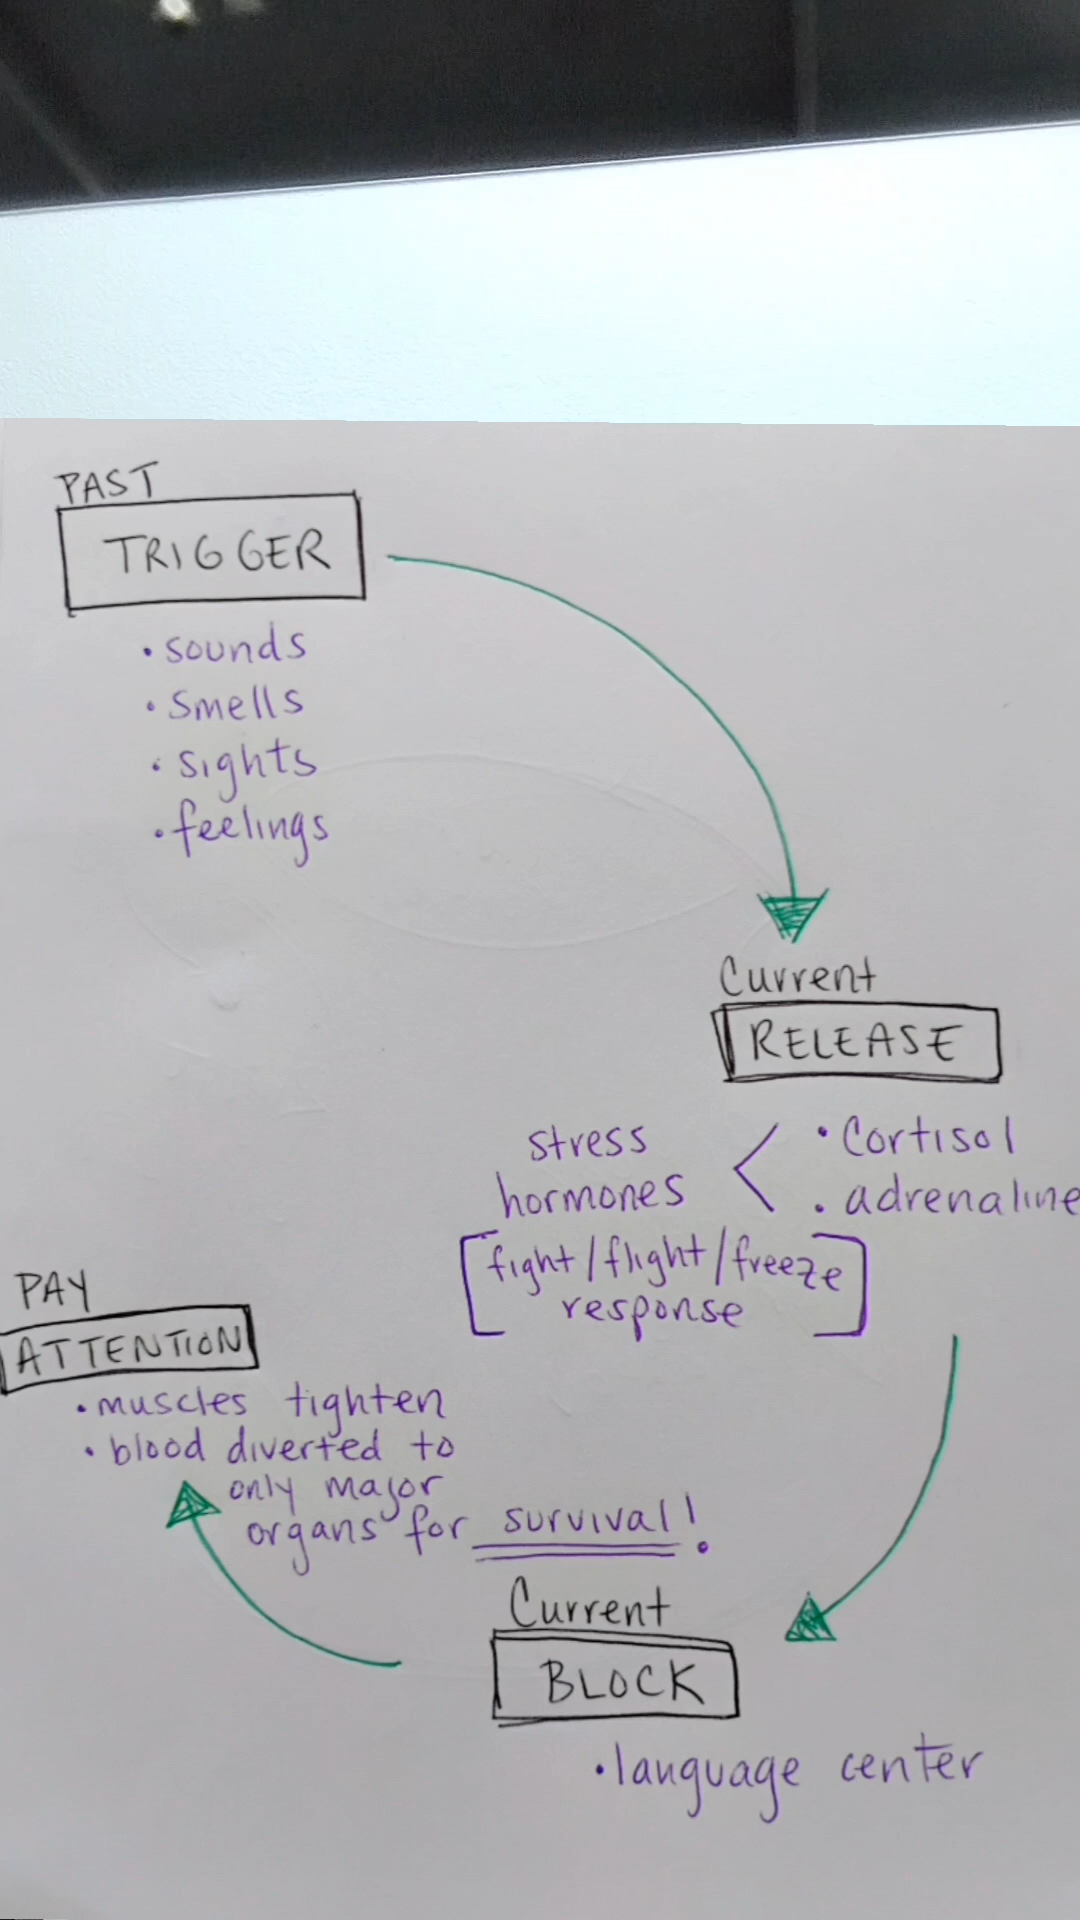 PAST
TRIGGER
• sounds
• smells
• sights
• feelings
Current
RELEASE
stress
hormones <
• Cortisol
• adrenaline
[fight/flight/freeze
response]
PAY
ATTENTION
• muscles tighten
• blood diverted to
only major
organs for survival!
Current
BLOCK
• language center